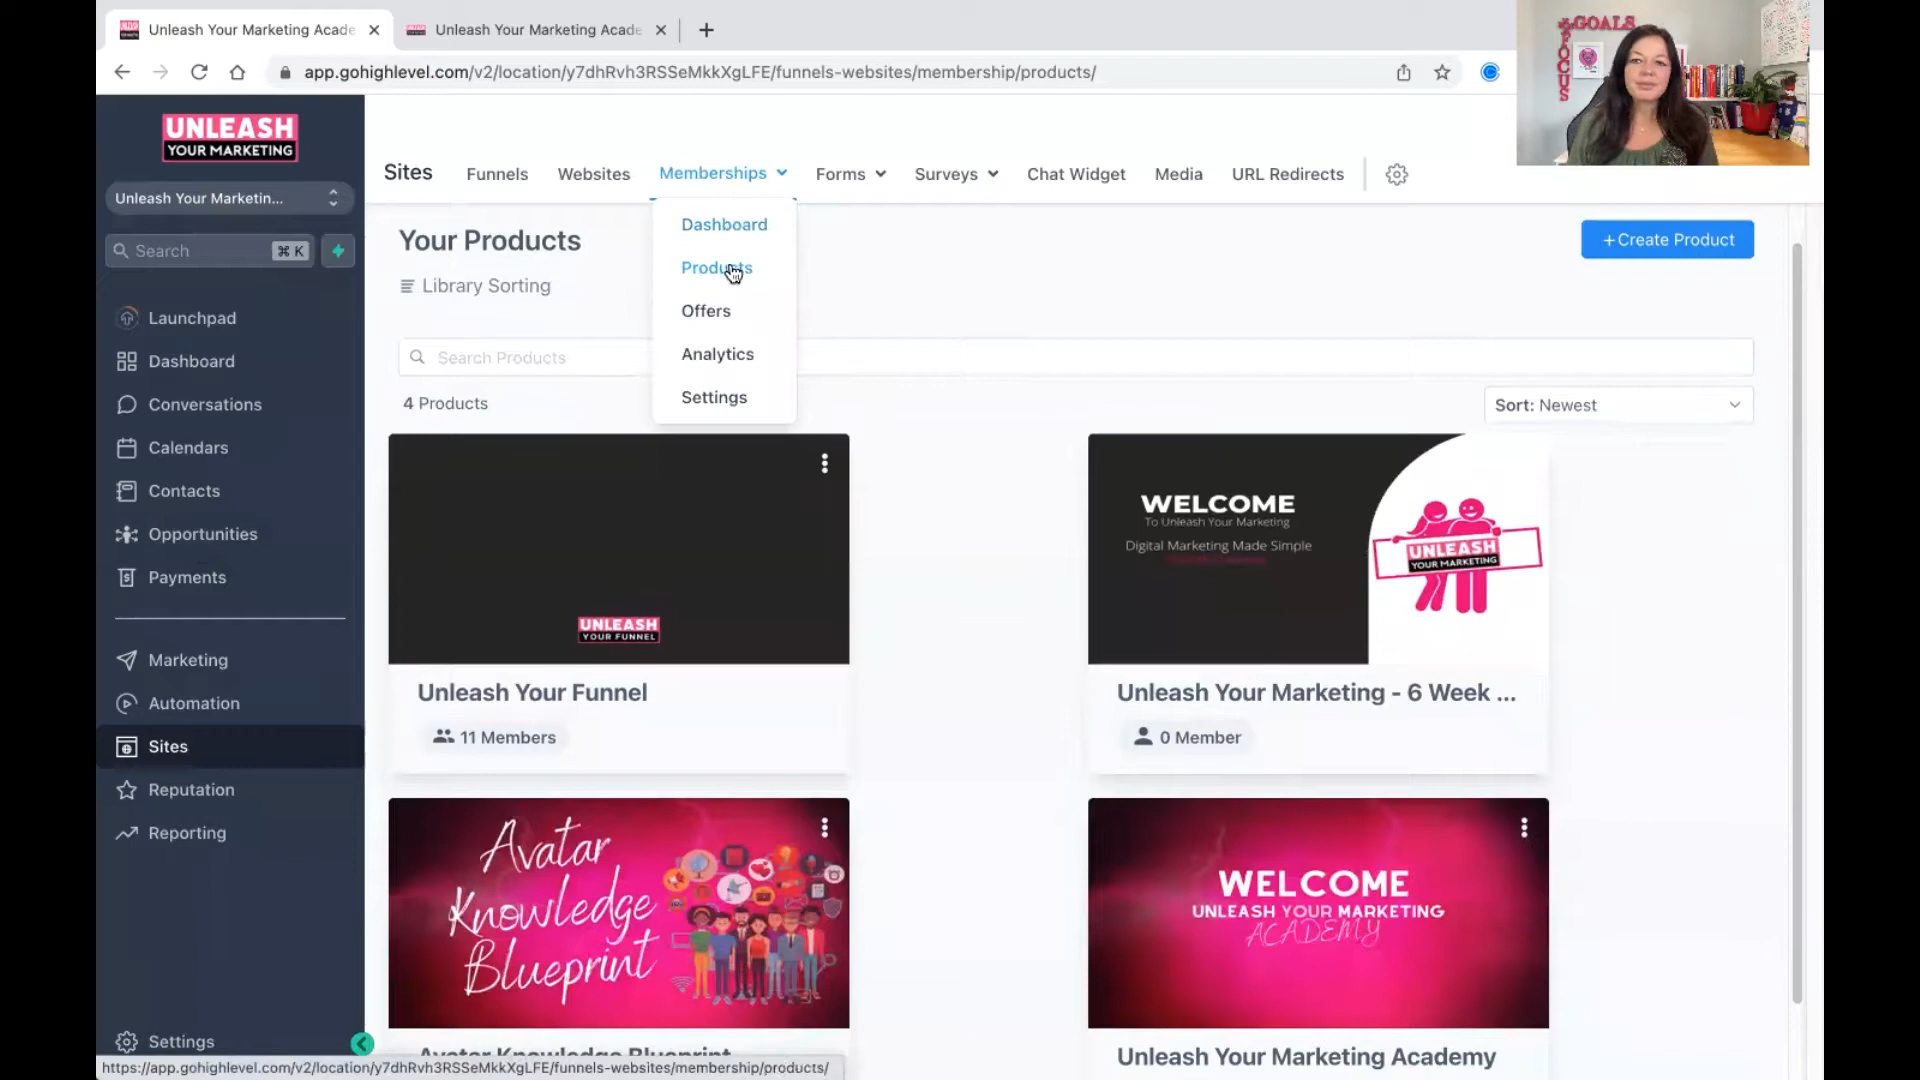 Unleash Your Marketing Acade
Unleash Your Marketing Acade
app.gohighlevel.com/v2/location/y7dhRvh3RSSeMkkXgLFE/funnels-websites/membership/products/
GOALS
FOCUS
UNLEASH
YOUR MARKETING
Unleash Your Marketin...
Search
⌘ K
Launchpad
Dashboard
Conversations
Calendars
Contacts
Opportunities
Payments
Marketing
Automation
Sites
Reputation
Reporting
Settings
Sites
Funnels
Websites
Memberships
Forms
Surveys
Chat Widget
Media
URL Redirects
Dashboard
Products
Offers
Analytics
Settings
Your Products
+Create Product
Library Sorting
Search Products
4 Products
Sort: Newest
UNLEASH
YOUR FUNNEL
Unleash Your Funnel
11 Members
WELCOME
To Unleash Your Marketing
Digital Marketing Made Simple
UNLEASH
YOUR MARKETING
Unleash Your Marketing - 6 Week ...
0 Member
Avatar
Knowledge
Blueprint
Avatar Knowledge Blueprint
WELCOME
UNLEASH YOUR MARKETING
ACADEMY
Unleash Your Marketing Academy
https://app.gohighlevel.com/v2/location/y7dhRvh3RSSeMkkXgLFE/funnels-websites/membership/products/